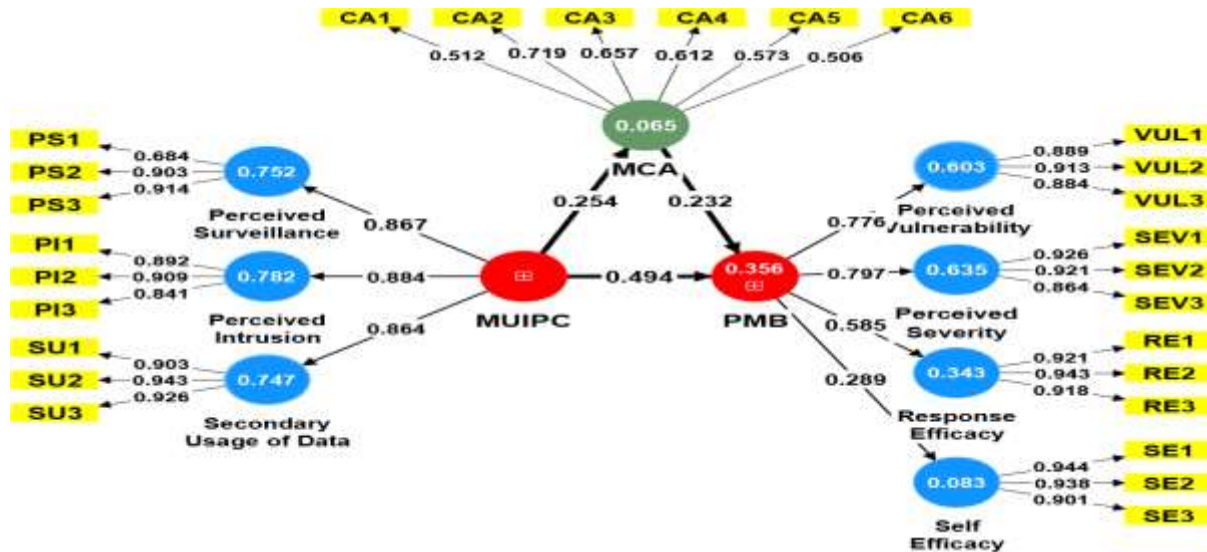 CA1 CA2 CA3 CA4 CA5 CA6
0.512 0.719 0.657 0.612 0.573 0.506
0.065
MCA
PS1
PS2
PS3
0.684
0.903
0.914
0.752
Perceived
Surveillance
PI1
PI2
PI3
0.892
0.909
0.841
0.782
Perceived
Intrusion
SU1
SU2
SU3
0.903
0.943
0.926
0.747
Secondary
Usage of Data
0.867
0.884
0.864
MUIPC
0.254
0.232
0.494
0.356
PMB
0.776
0.797
0.585
0.289
0.603
Perceived
Vulnerability
0.889
0.913
0.884
VUL1
VUL2
VUL3
0.635
Perceived
Severity
0.926
0.921
0.864
SEV1
SEV2
SEV3
0.343
Response
Efficacy
0.921
0.943
0.918
RE1
RE2
RE3
0.083
Self
Efficacy
0.944
0.938
0.901
SE1
SE2
SE3